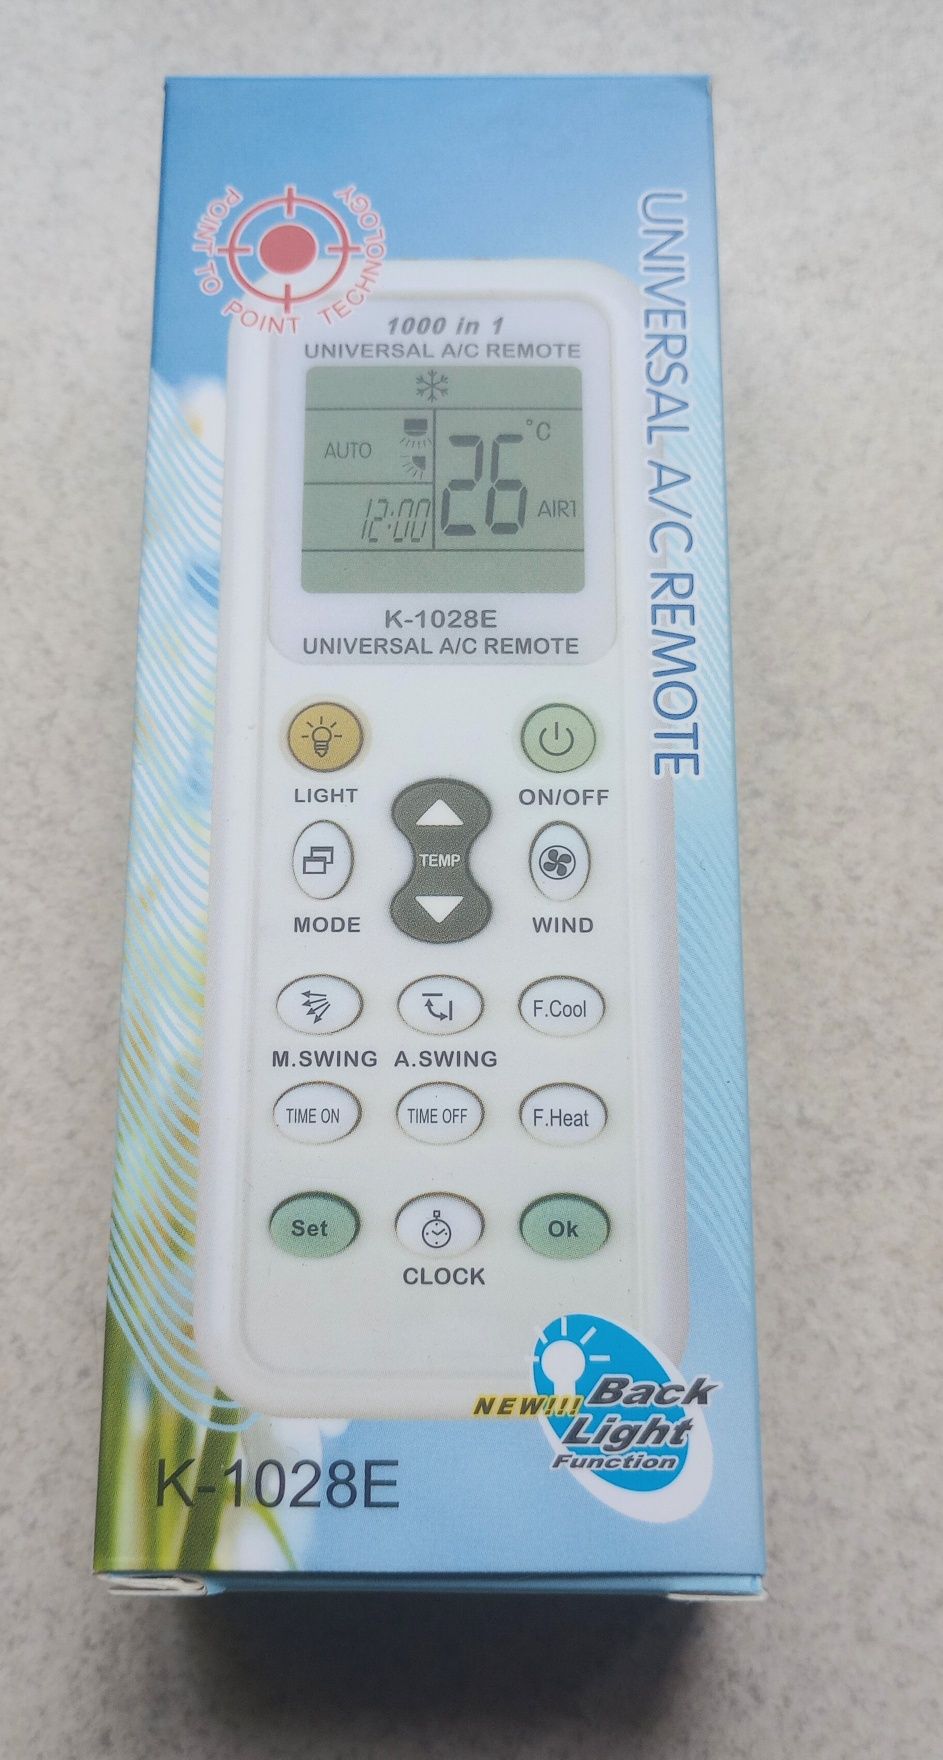 POINT TO POINT TECHNOLOGY
UNIVERSAL A/C REMOTE
1000 in 1
UNIVERSAL A/C REMOTE
°C
AUTO
26
12:00
AIR1
K-1028E
UNIVERSAL A/C REMOTE
LIGHT
ON/OFF
TEMP
MODE
WIND
F.Cool
M.SWING
A.SWING
TIME ON
TIME OFF
F.Heat
Set
Ok
CLOCK
NEW!!! Back
Light
Function
K-1028E